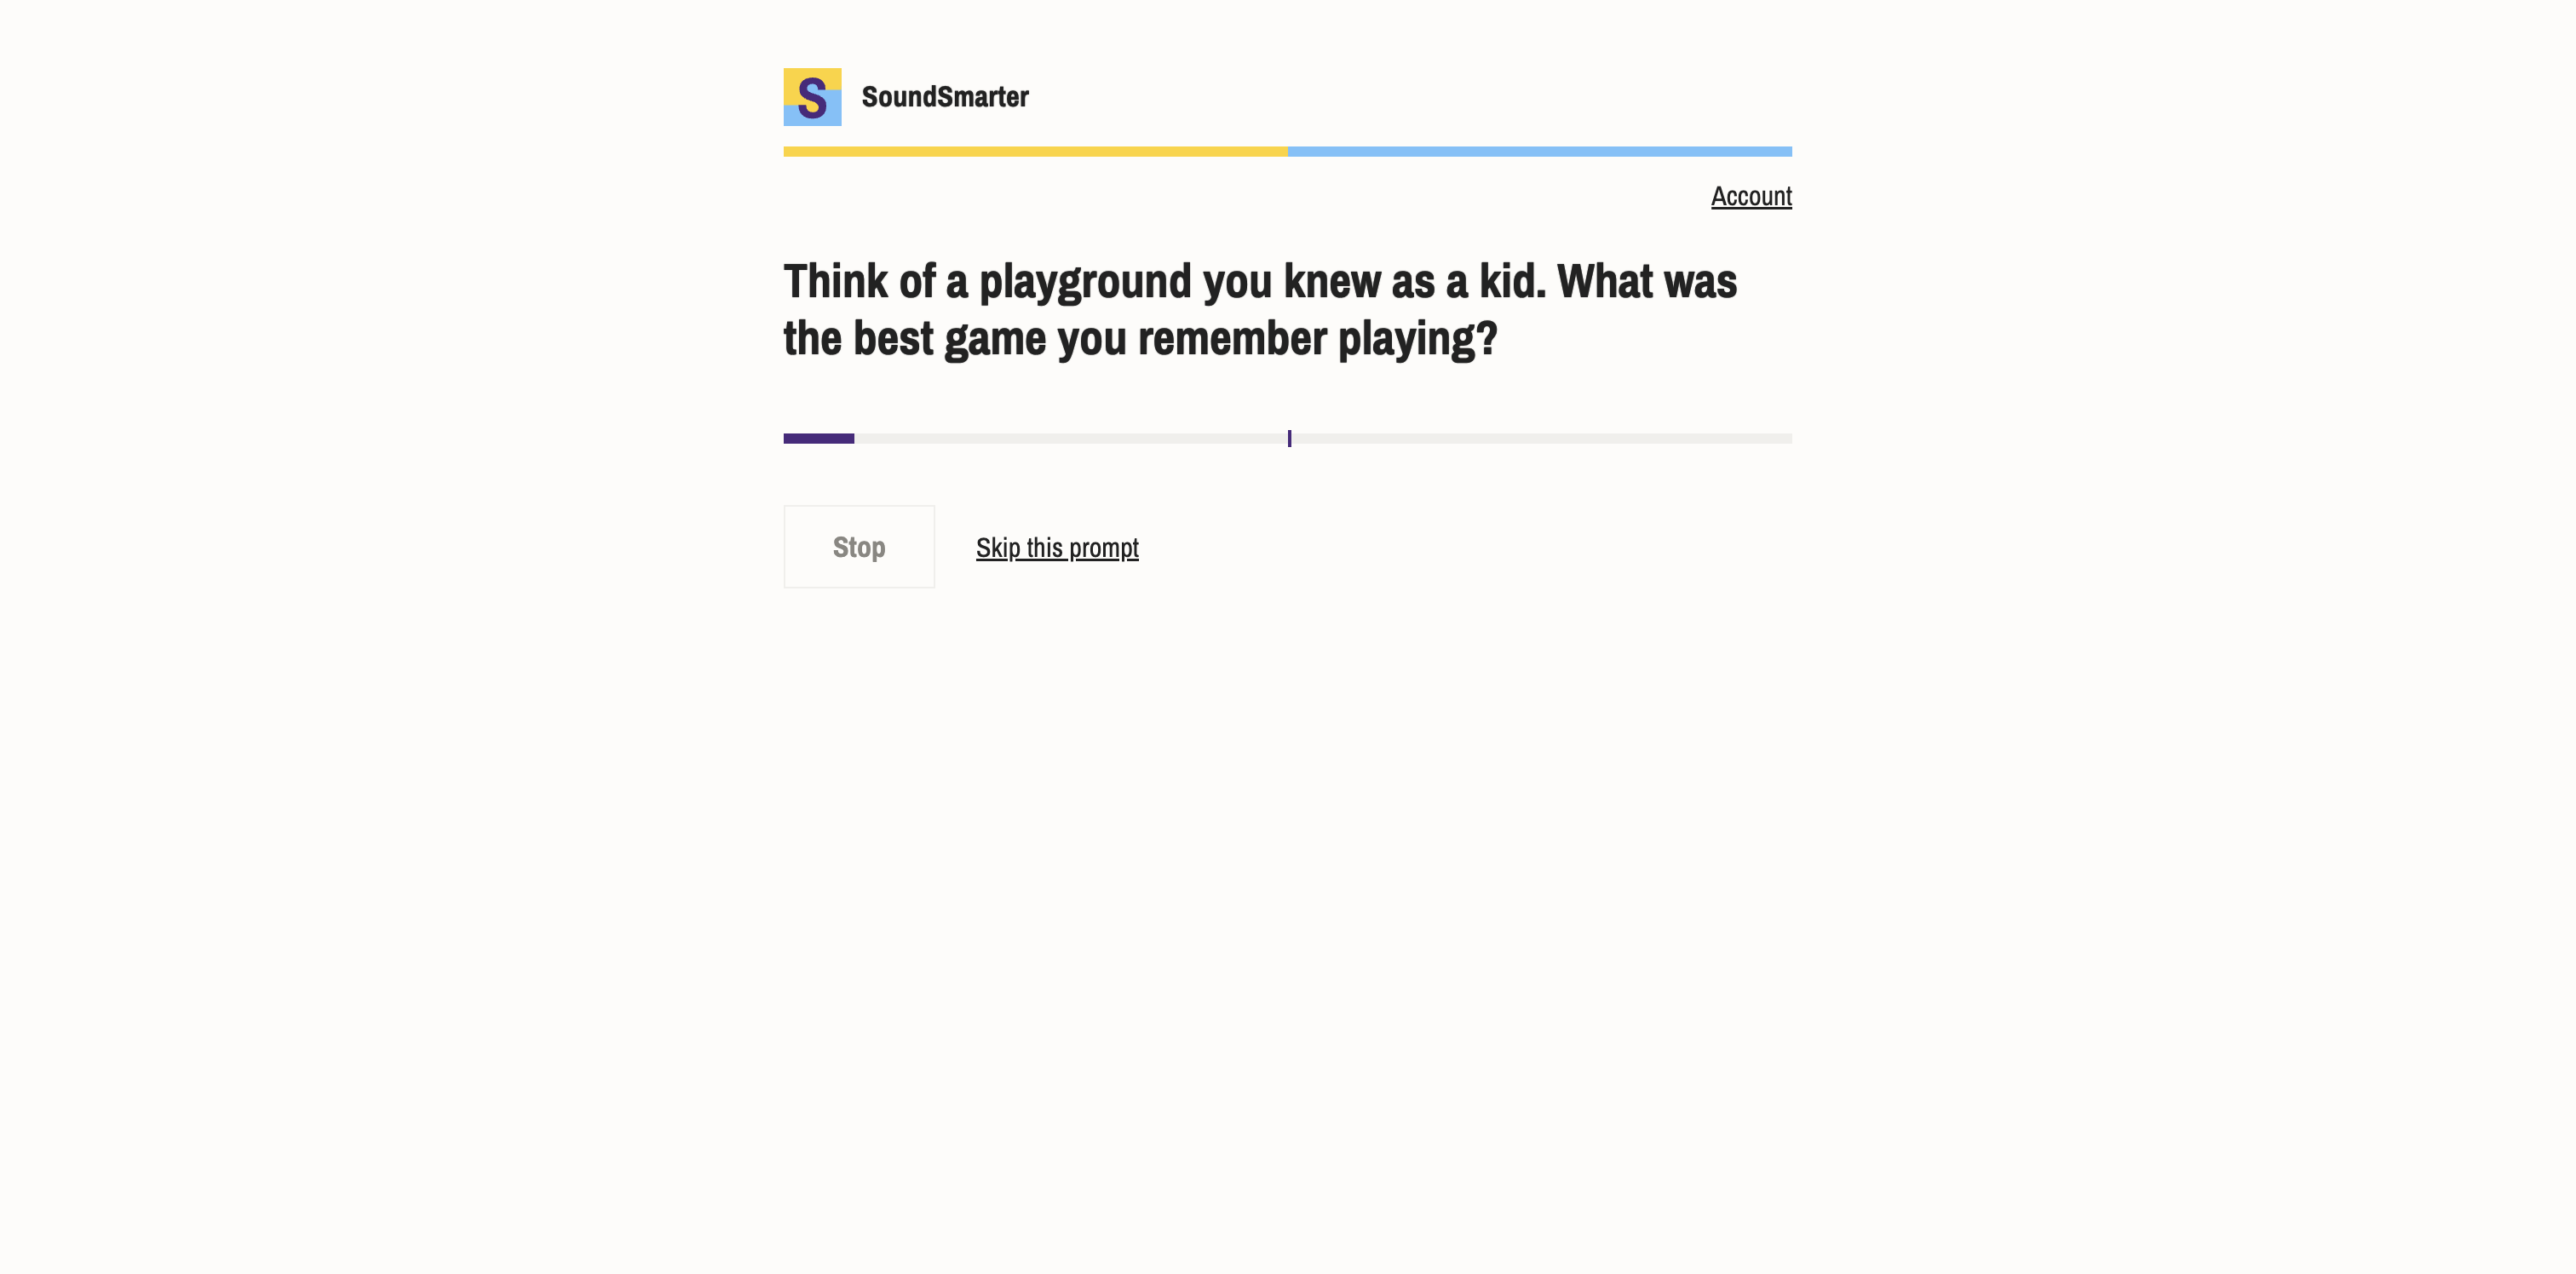 S
SoundSmarter
Account
Think of a playground you knew as a kid. What was
the best game you remember playing?
Stop
Skip this prompt